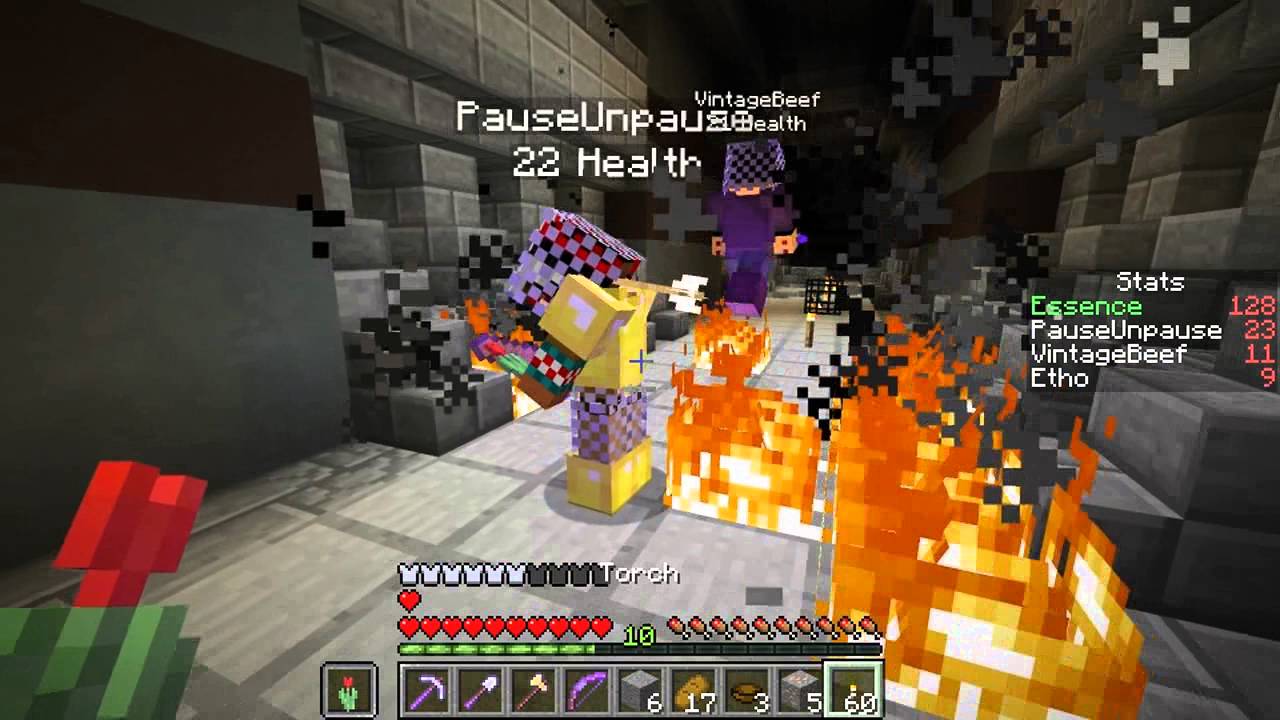 VintageBeef
PauseUnpause
Health
22 Health
Stats
Essence 128
PauseUnpause 23
VintageBeef 11
Etho 9
Torch
10
6 17 3 5 60